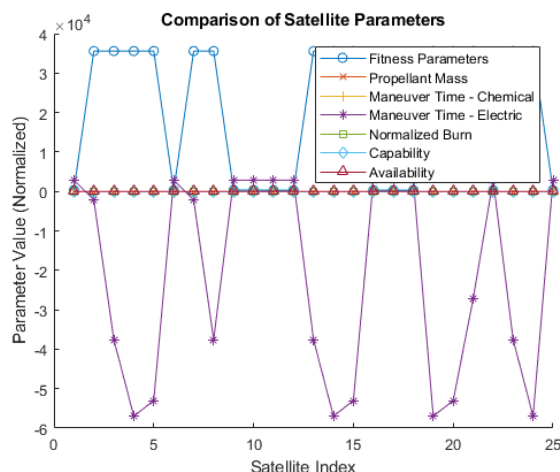 Comparison of Satellite Parameters
×10⁴
4
3
2
1
0
-1
-2
-3
-4
-5
-6
Parameter Value (Normalized)
Fitness Parameters
Propellant Mass
Maneuver Time - Chemical
Maneuver Time - Electric
Normalized Burn
Capability
Availability
0 5 10 15 20 25
Satellite Index